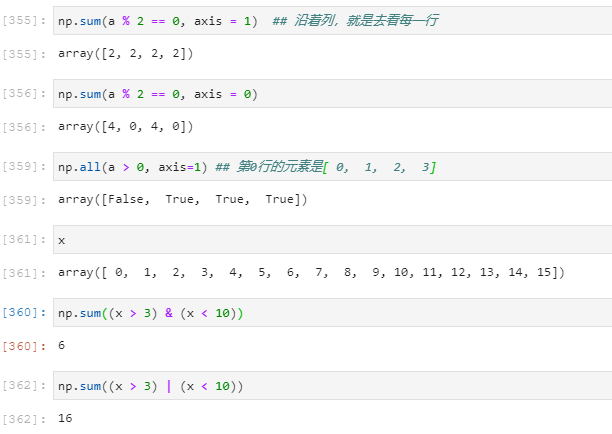 [355]: np.sum(a % 2 == 0, axis = 1)  ## 沿着列，就是去看每一行
[355]: array([2, 2, 2, 2])
[356]: np.sum(a % 2 == 0, axis = 0)
[356]: array([4, 0, 4, 0])
[359]: np.all(a > 0, axis=1) ## 第0行的元素是[ 0,  1,  2,  3]
[359]: array([False,  True,  True,  True])
[361]: x
[361]: array([ 0,  1,  2,  3,  4,  5,  6,  7,  8,  9, 10, 11, 12, 13, 14, 15])
[360]: np.sum((x > 3) & (x < 10))
[360]: 6
[362]: np.sum((x > 3) | (x < 10))
[362]: 16